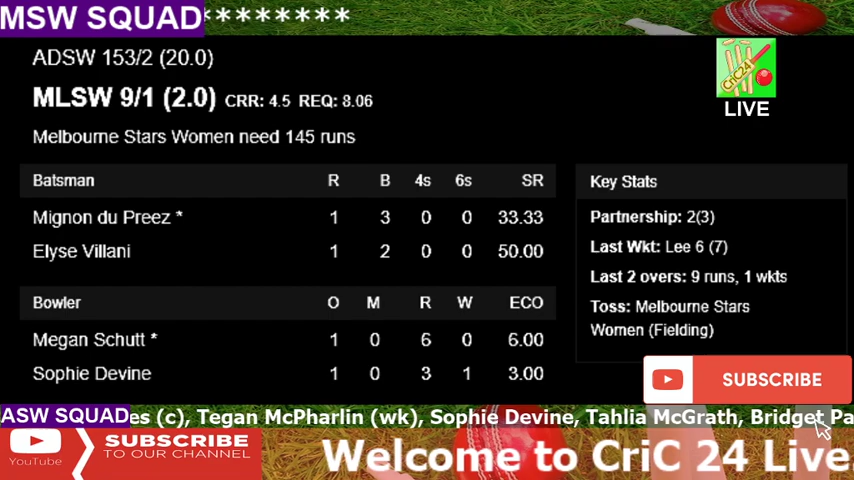 MSW SQUAD ********
ADSW 153/2 (20.0)
MLSW 9/1 (2.0) CRR: 4.5 REQ: 8.06
CriC24
LIVE
Melbourne Stars Women need 145 runs
Batsman R B 4s 6s SR
Mignon du Preez * 1 3 0 0 33.33
Elyse Villani 1 2 0 0 50.00
Bowler O M R W ECO
Megan Schutt * 1 0 6 0 6.00
Sophie Devine 1 0 3 1 3.00
Key Stats
Partnership: 2(3)
Last Wkt: Lee 6 (7)
Last 2 overs: 9 runs, 1 wkts
Toss: Melbourne Stars
Women (Fielding)
SUBSCRIBE
ASW SQUAD es (c), Tegan McPharlin (wk), Sophie Devine, Tahlia McGrath, Bridget Pa
YouTube
SUBSCRIBE
TO OUR CHANNEL
Welcome to CriC 24 Live